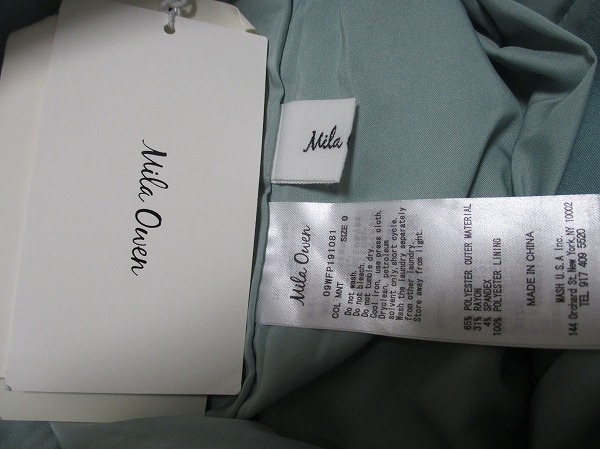 Mila Owen
Mila
Mila Owen
09WFP191081
COL MNT SIZE 0
Do not wash.
Do not bleach.
Do not tumble dry.
Cool iron, use press cloth.
Dryclean, petroleum
solvent only, short cycle.
Wash the laundry separately
from other laundry.
Store away from light.
65% POLYESTER OUTER MATERIAL
31% RAYON
4% SPANDEX
100% POLYESTER LINING
MADE IN CHINA
MASH U.S.A Inc.
144 Orchard St. New York, NY 10002
TEL 917 409 5520